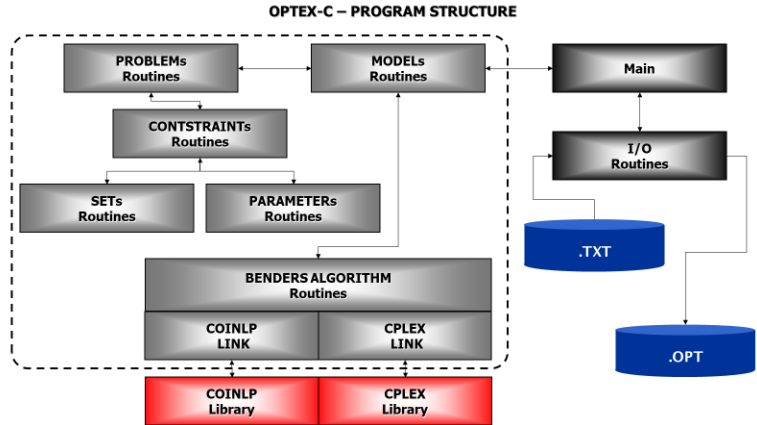 OPTEX-C – PROGRAM STRUCTURE
PROBLEMs
Routines
MODELs
Routines
Main
CONTSTRAINTs
Routines
I/O
Routines
SETs
Routines
PARAMETERs
Routines
.TXT
BENDERS ALGORITHM
Routines
COINLP
LINK
CPLEX
LINK
.OPT
COINLP
Library
CPLEX
Library